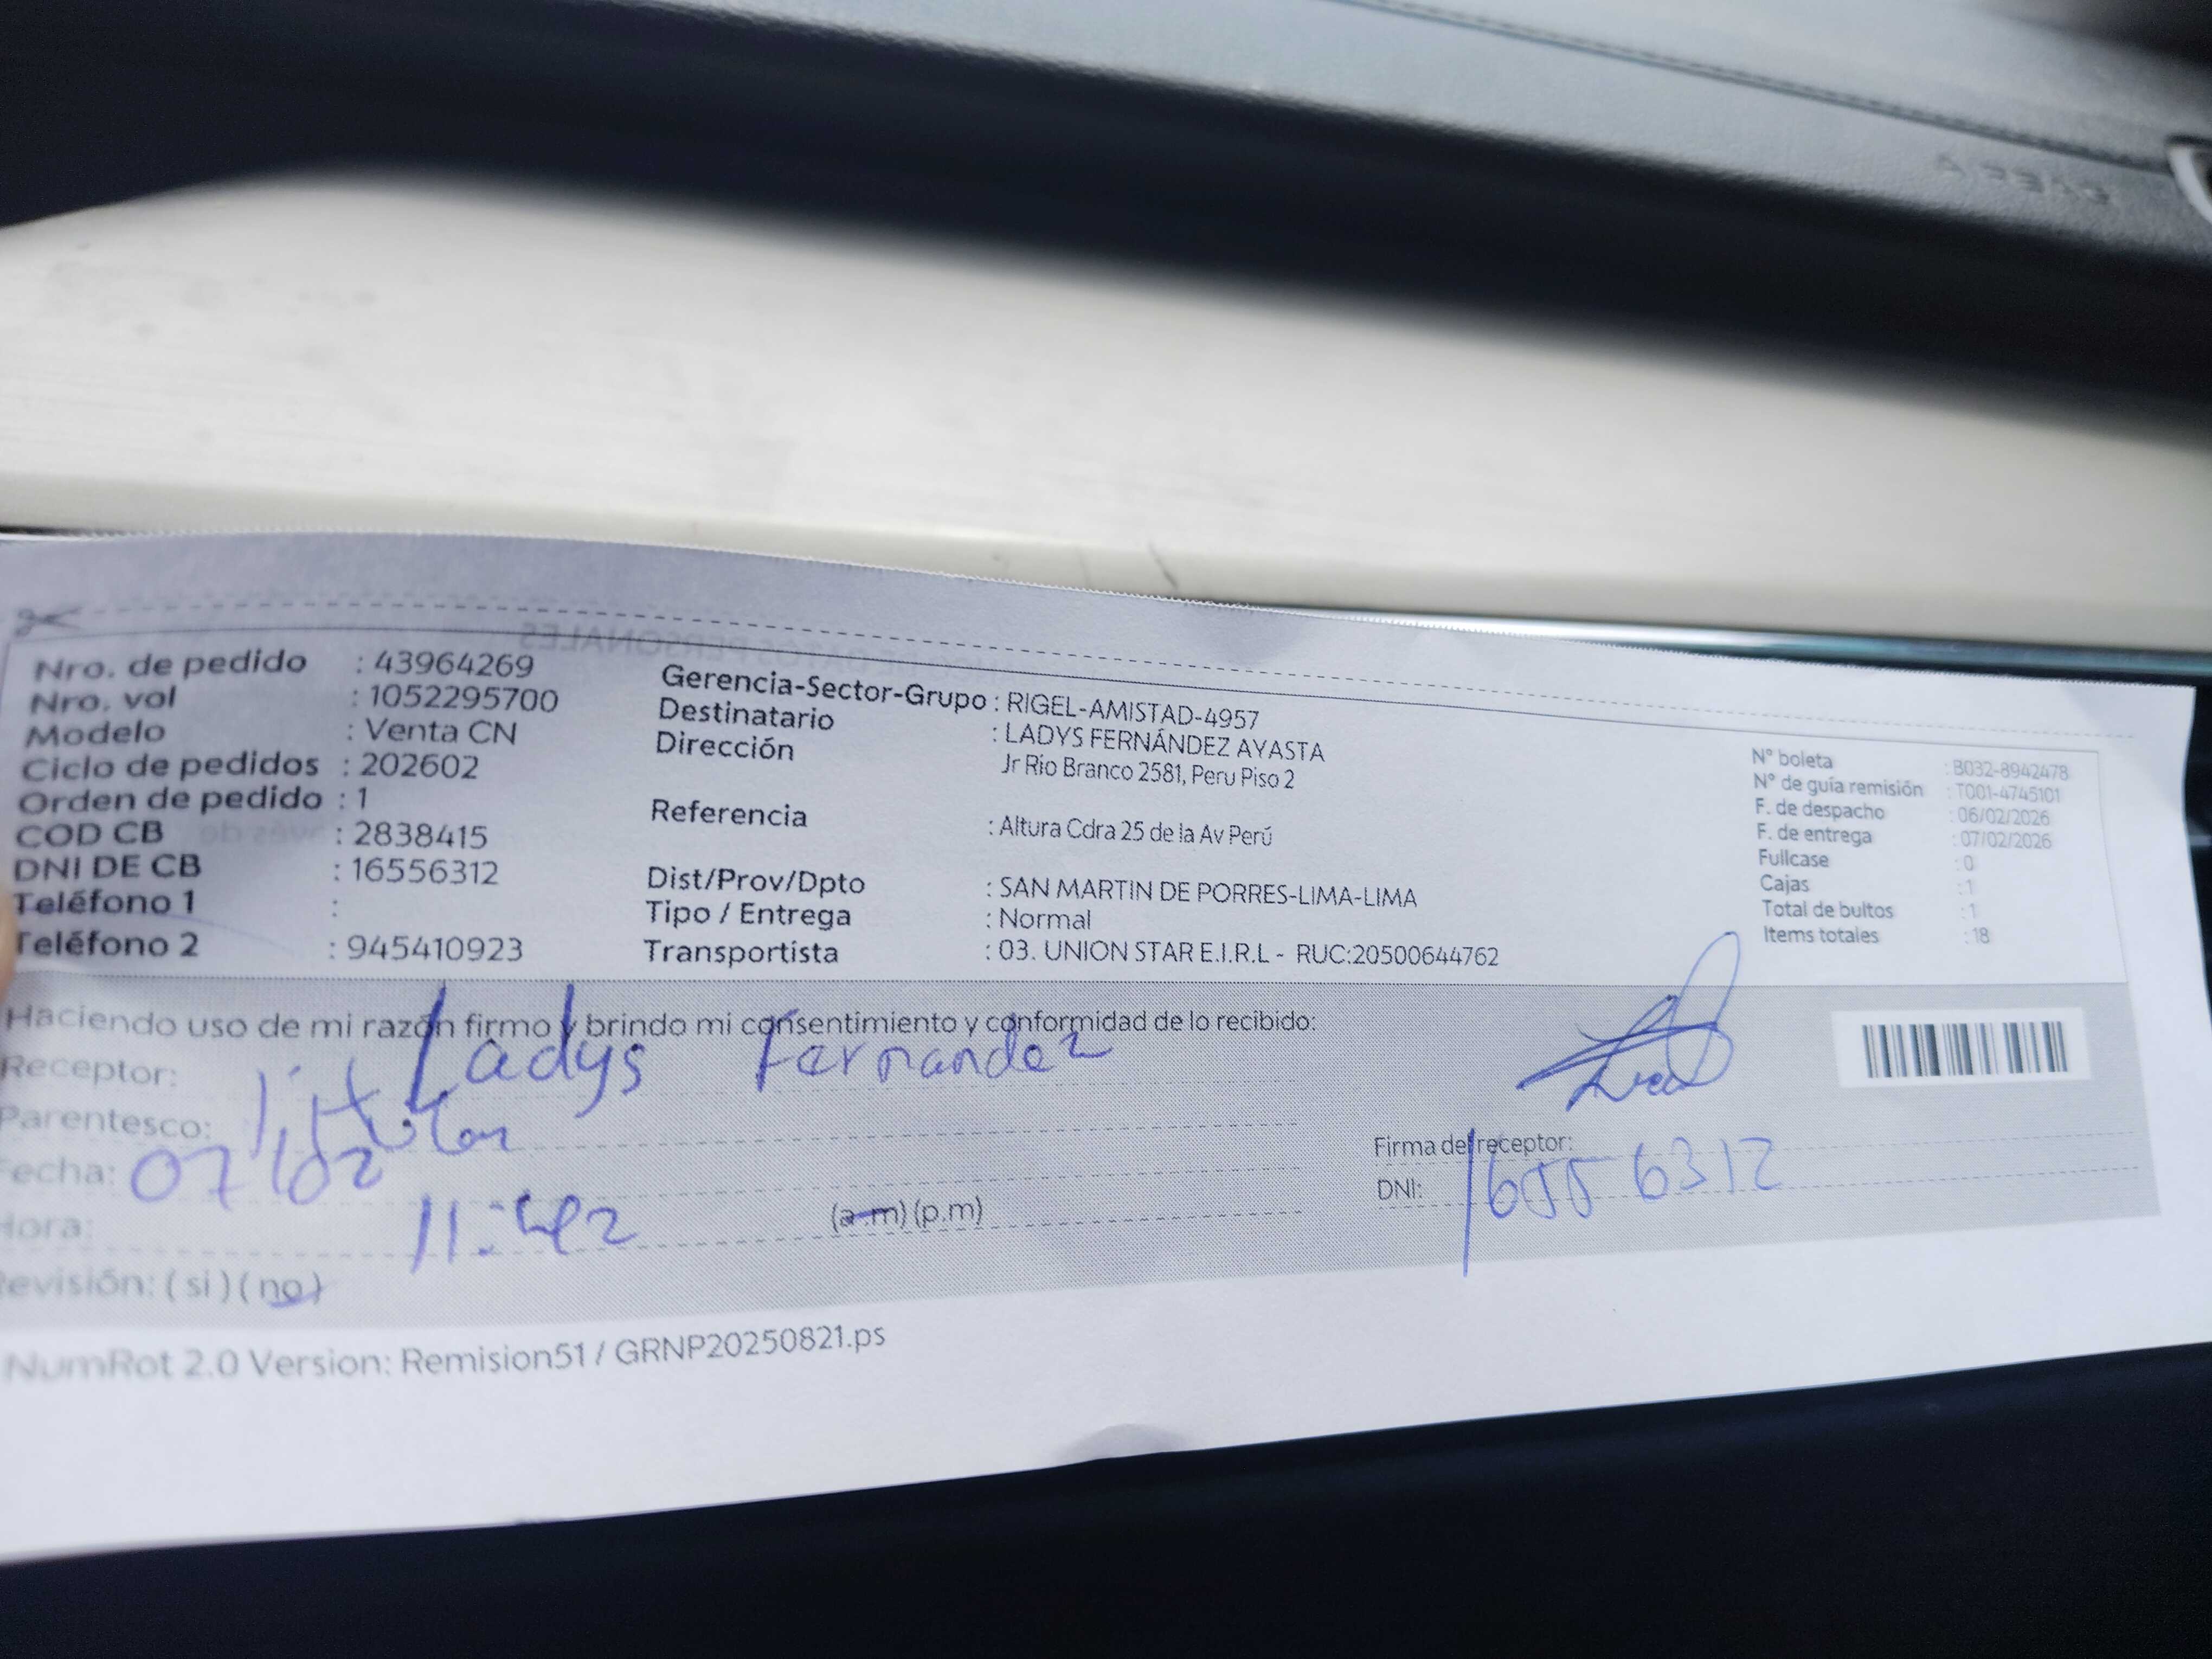 Nro. de pedido : 43964269
Nro. vol : 1052295700
Modelo : Venta CN
Ciclo de pedidos : 202602
Orden de pedido : 1
COD CB : 2838415
DNI DE CB : 16556312
Teléfono 1 :
Teléfono 2 : 945410923
Gerencia-Sector-Grupo : RIGEL-AMISTAD-4957
Destinatario : LADYS FERNÁNDEZ AYASTA
Dirección Jr Rio Branco 2581, Peru Piso 2
Referencia : Altura Cdra 25 de la Av Perú
Dist/Prov/Dpto : SAN MARTIN DE PORRES-LIMA-LIMA
Tipo / Entrega : Normal
Transportista : 03. UNION STAR E.I.R.L - RUC:20500644762
N° boleta : B032-8942478
N° de guía remisión : T001-4745101
F. de despacho : 06/02/2026
F. de entrega : 07/02/2026
Fullcase : 0
Cajas : 1
Total de bultos : 1
Items totales : 18
Haciendo uso de mi razón firmo y brindo mi consentimiento y conformidad de lo recibido:
Receptor: Ladys Fernandez
Parentesco: titular
Fecha: 07/02
Hora: 11:42 (a.m) (p.m)
Revisión: ( si ) ( no )
Firma del receptor:
DNI: 16556312
NumRot 2.0 Version: Remision51 / GRNP20250821.ps